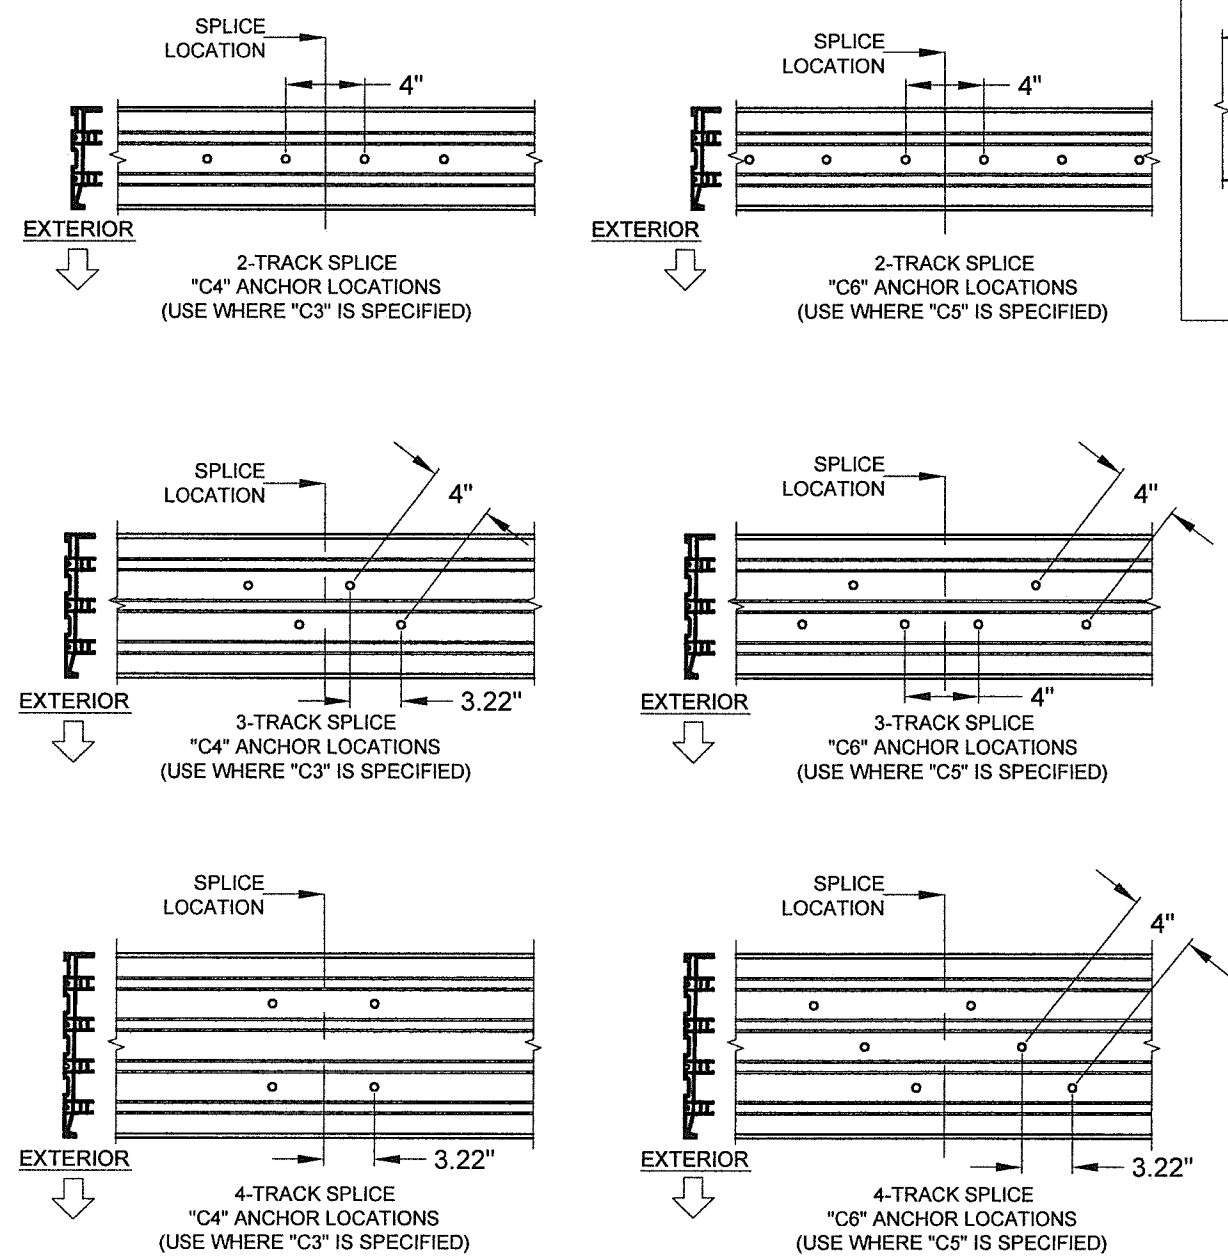 SPLICE
LOCATION
4"
EXTERIOR
2-TRACK SPLICE
"C4" ANCHOR LOCATIONS
(USE WHERE "C3" IS SPECIFIED)
SPLICE
LOCATION
4"
EXTERIOR
2-TRACK SPLICE
"C6" ANCHOR LOCATIONS
(USE WHERE "C5" IS SPECIFIED)
SPLICE
LOCATION
4"
EXTERIOR
3.22"
3-TRACK SPLICE
"C4" ANCHOR LOCATIONS
(USE WHERE "C3" IS SPECIFIED)
SPLICE
LOCATION
4"
EXTERIOR
4"
3-TRACK SPLICE
"C6" ANCHOR LOCATIONS
(USE WHERE "C5" IS SPECIFIED)
SPLICE
LOCATION
EXTERIOR
3.22"
4-TRACK SPLICE
"C4" ANCHOR LOCATIONS
(USE WHERE "C3" IS SPECIFIED)
SPLICE
LOCATION
4"
EXTERIOR
3.22"
4-TRACK SPLICE
"C6" ANCHOR LOCATIONS
(USE WHERE "C5" IS SPECIFIED)